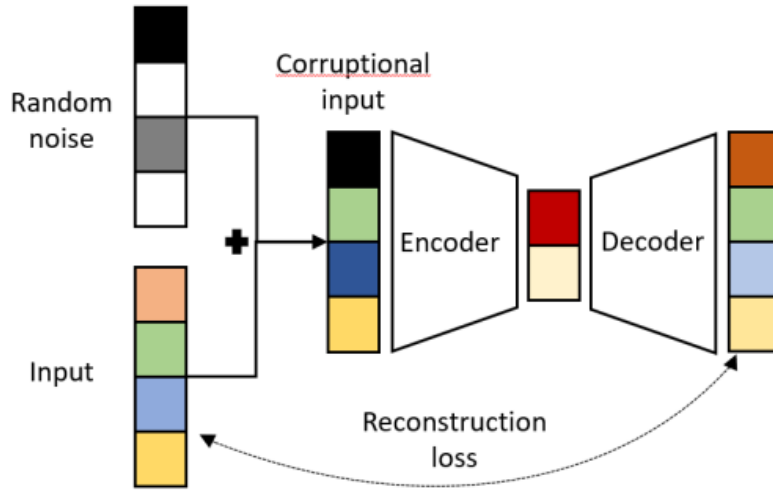 Random
noise
Corruptional
input
Encoder
Decoder
Input
Reconstruction
loss